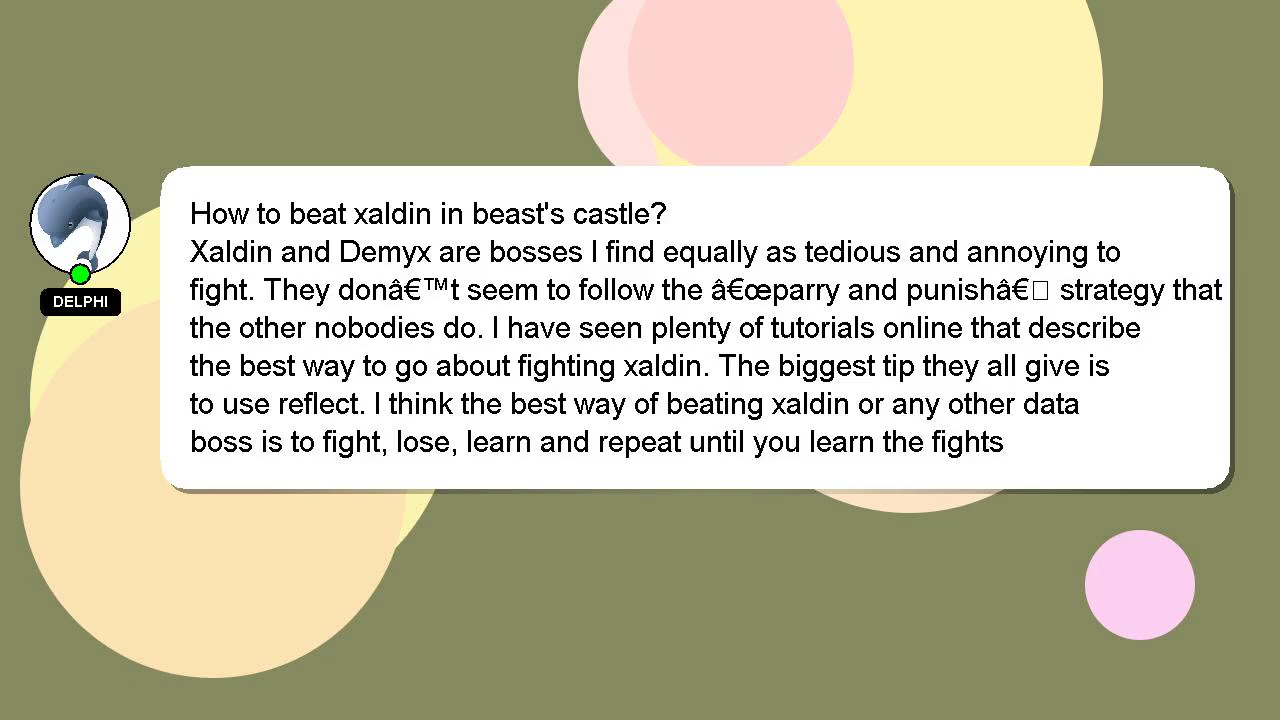 How to beat xaldin in beast's castle?
Xaldin and Demyx are bosses I find equally as tedious and annoying to
fight. They donâ€™t seem to follow the â€œparry and punishâ€□ strategy that
the other nobodies do. I have seen plenty of tutorials online that describe
the best way to go about fighting xaldin. The biggest tip they all give is
to use reflect. I think the best way of beating xaldin or any other data
boss is to fight, lose, learn and repeat until you learn the fights
DELPHI